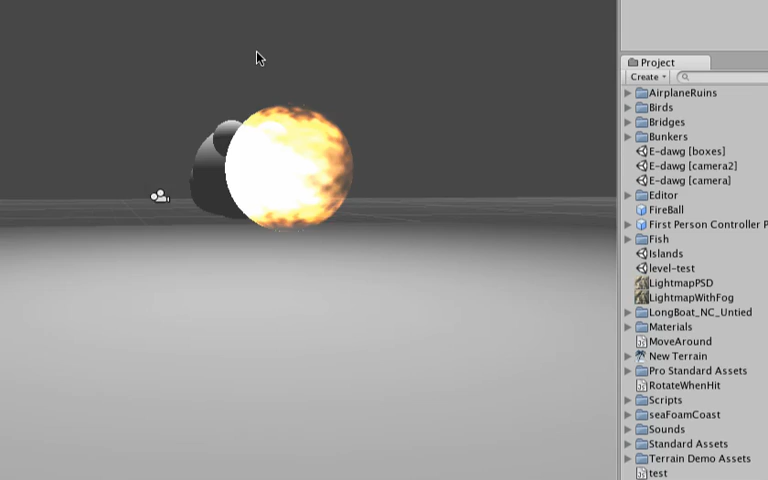 Project
Create
AirplaneRuins
Birds
Bridges
Bunkers
E-dawg [boxes]
E-dawg [camera2]
E-dawg [camera]
Editor
FireBall
First Person Controller P
Fish
Islands
level-test
LightmapPSD
LightmapWithFog
LongBoat_NC_Untied
Materials
MoveAround
New Terrain
Pro Standard Assets
RotateWhenHit
Scripts
seaFoamCoast
Sounds
Standard Assets
Terrain Demo Assets
test